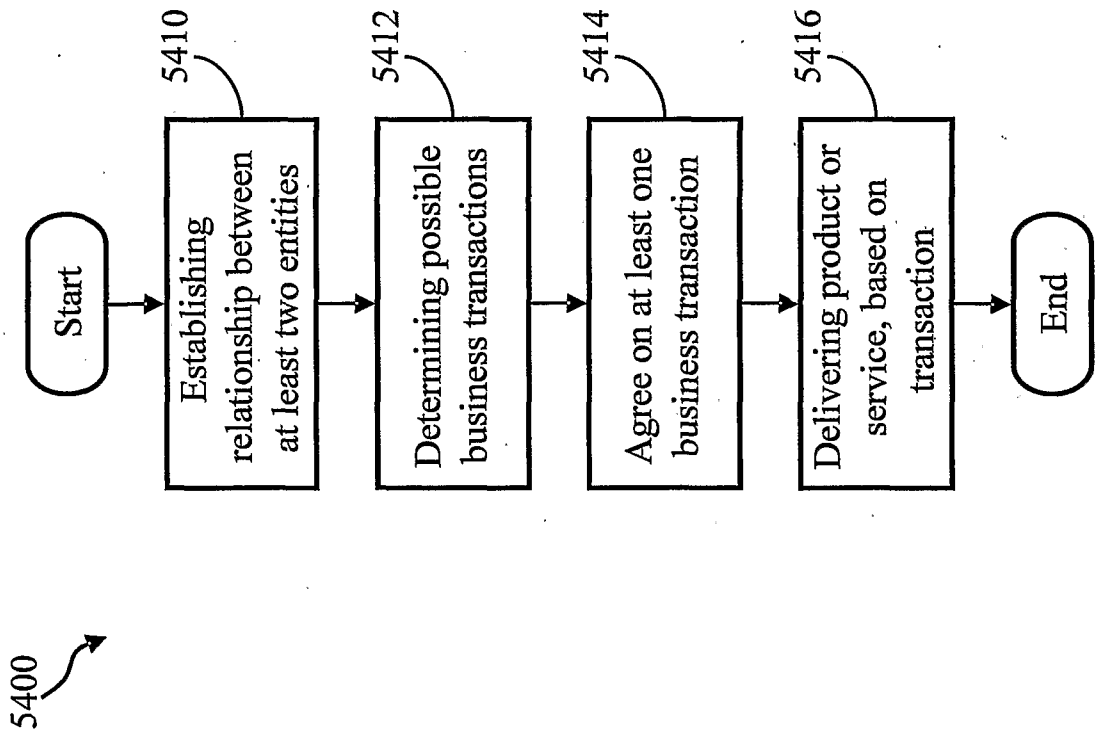 5400
Start
Establishing
relationship between
at least two entities
5410
Determining possible
business transactions
5412
Agree on at least one
business transaction
5414
Delivering product or
service, based on
transaction
5416
End